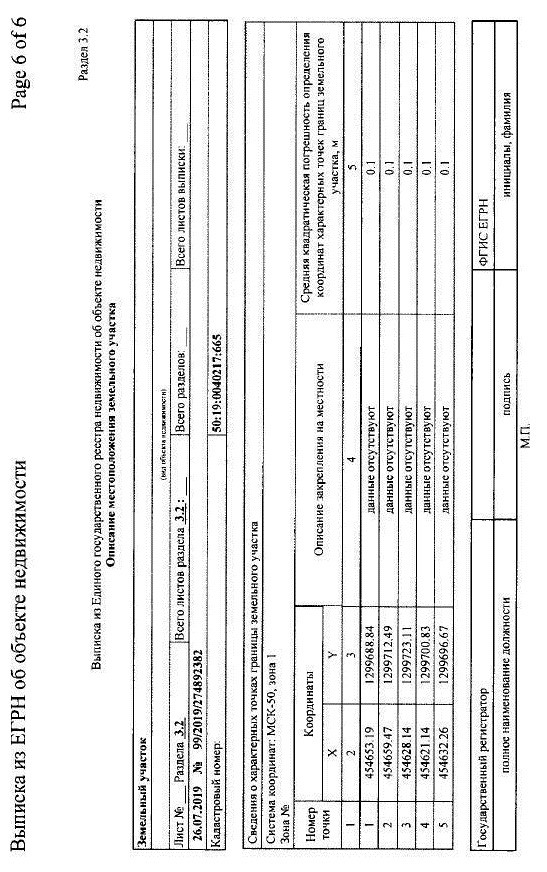 Выписка из ЕГРН об объекте недвижимости Page 6 of 6
Раздел 3.2
Выписка из Единого государственного реестра недвижимости об объекте недвижимости
Описание местоположения земельного участка
Земельный участок
(вид объекта недвижимости)
Лист № ___ Раздела 3.2 Всего листов раздела 3.2 : ___ Всего разделов: ___ Всего листов выписки: ___
26.07.2019 № 99/2019/274892382
Кадастровый номер: 50:19:0040217:665
Сведения о характерных точках границы земельного участка
Система координат: МСК-50, зона 1
Зона №
Номер точки Координаты Описание закрепления на местности Средняя квадратическая погрешность определения координат характерных точек границ земельного участка, м
X Y
1 2 3 4 5
1 454653.19 1299688.84 данные отсутствуют 0.1
2 454659.47 1299712.49 данные отсутствуют 0.1
3 454628.14 1299723.11 данные отсутствуют 0.1
4 454621.14 1299700.83 данные отсутствуют 0.1
5 454632.26 1299696.67 данные отсутствуют 0.1
Государственный регистратор ФГИС ЕГРН
полное наименование должности подпись инициалы, фамилия
М.П.